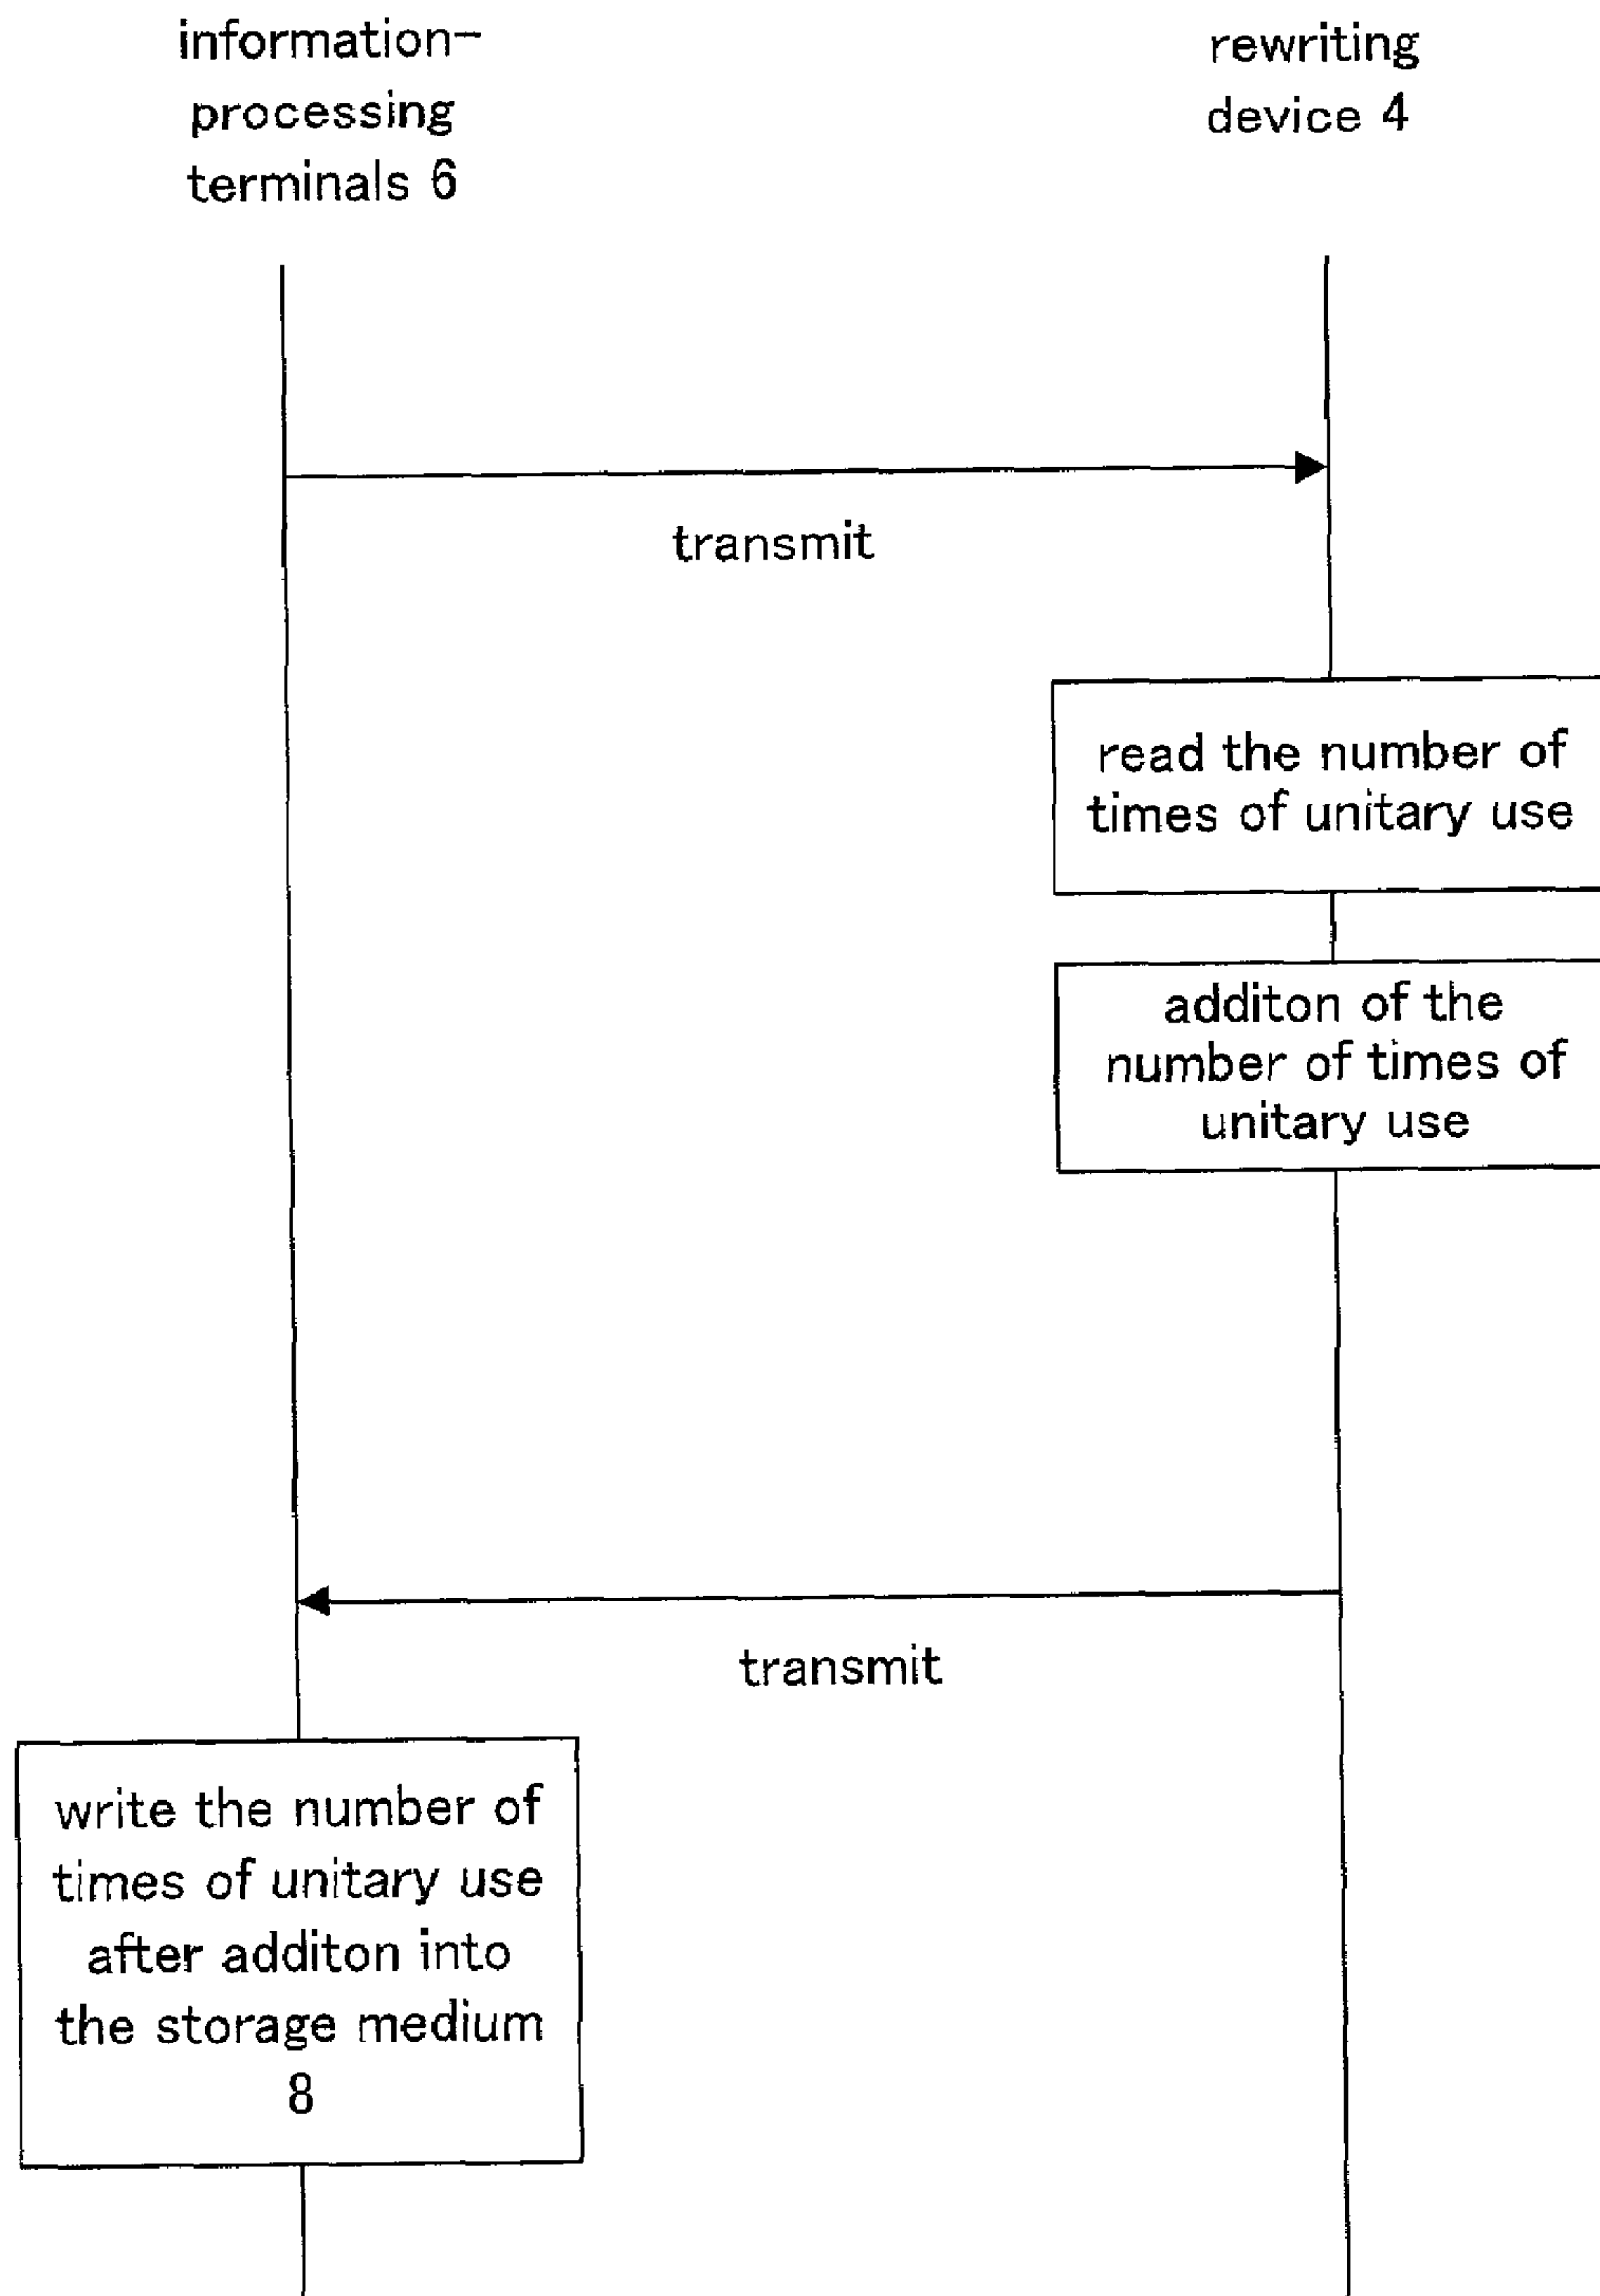 information-
processing
terminals 6
rewriting
device 4
transmit
read the number of
times of unitary use
additon of the
number of times of
unitary use
transmit
write the number of
times of unitary use
after additon into
the storage medium
8